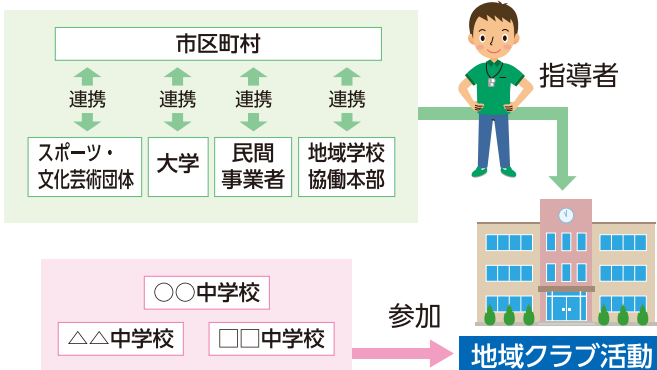 市区町村
連携 連携 連携 連携
スポーツ・
文化芸術団体
大学
民間
事業者
地域学校
協働本部
指導者
○○中学校
△△中学校 □□中学校
参加
地域クラブ活動